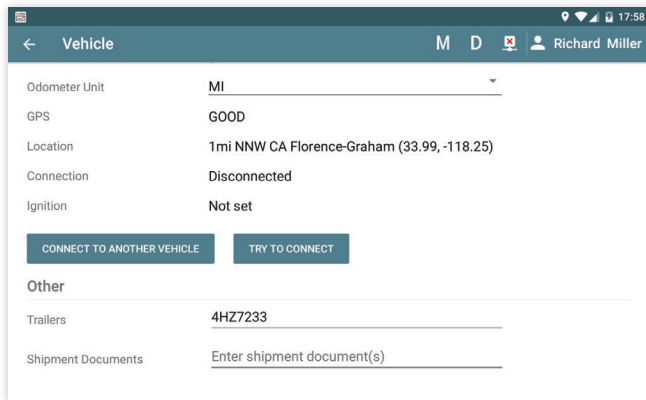 17:58
Vehicle M D Richard Miller
Odometer Unit MI
GPS GOOD
Location 1mi NNW CA Florence-Graham (33.99, -118.25)
Connection Disconnected
Ignition Not set
CONNECT TO ANOTHER VEHICLE TRY TO CONNECT
Other
Trailers 4HZ7233
Shipment Documents Enter shipment document(s)